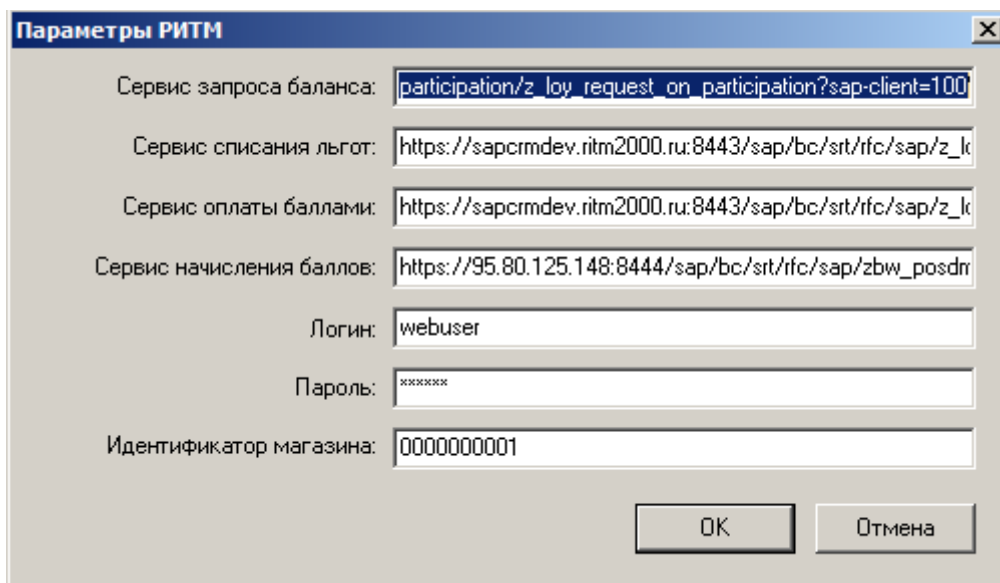 Параметры РИТМ
Сервис запроса баланса: participation/z_loy_request_on_participation?sap-client=100
Сервис списания льгот: https://sapcrmdev.ritm2000.ru:8443/sap/bc/srt/rfc/sap/z_lo
Сервис оплаты баллами: https://sapcrmdev.ritm2000.ru:8443/sap/bc/srt/rfc/sap/z_lo
Сервис начисления баллов: https://95.80.125.148:8444/sap/bc/srt/rfc/sap/zbw_posdm
Логин: webuser
Пароль: ××××××
Идентификатор магазина: 0000000001
OK Отмена